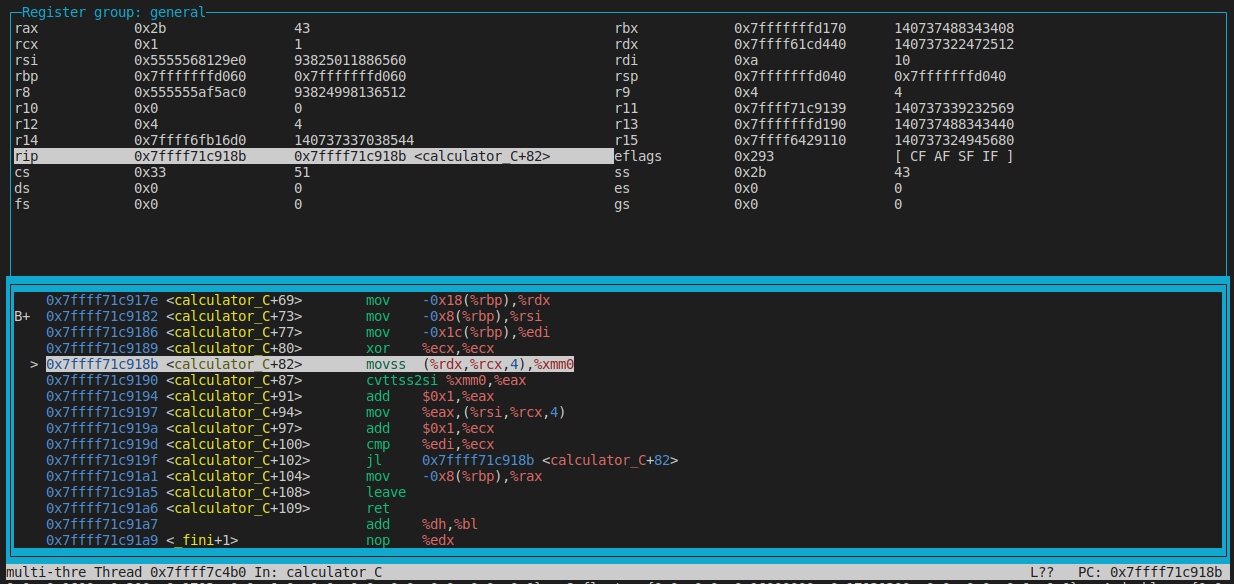 Register group: general
rax 0x2b 43 rbx 0x7fffffffd170 140737488343408
rcx 0x1 1 rdx 0x7ffff61cd440 140737322472512
rsi 0x5555568129e0 93825011886560 rdi 0xa 10
rbp 0x7fffffffd060 0x7fffffffd060 rsp 0x7fffffffd040 0x7fffffffd040
r8 0x555555af5ac0 93824998136512 r9 0x4 4
r10 0x0 0 r11 0x7ffff71c9139 140737339232569
r12 0x4 4 r13 0x7fffffffd190 140737488343440
r14 0x7ffff6fb16d0 140737337038544 r15 0x7ffff6429110 140737324945680
rip 0x7ffff71c918b 0x7ffff71c918b <calculator_C+82> eflags 0x293 [ CF AF SF IF ]
cs 0x33 51 ss 0x2b 43
ds 0x0 0 es 0x0 0
fs 0x0 0 gs 0x0 0
0x7ffff71c917e <calculator_C+69> mov -0x18(%rbp),%rdx
B+ 0x7ffff71c9182 <calculator_C+73> mov -0x8(%rbp),%rsi
0x7ffff71c9186 <calculator_C+77> mov -0x1c(%rbp),%edi
0x7ffff71c9189 <calculator_C+80> xor %ecx,%ecx
> 0x7ffff71c918b <calculator_C+82> movss (%rdx,%rcx,4),%xmm0
0x7ffff71c9190 <calculator_C+87> cvttss2si %xmm0,%eax
0x7ffff71c9194 <calculator_C+91> add $0x1,%eax
0x7ffff71c9197 <calculator_C+94> mov %eax,(%rsi,%rcx,4)
0x7ffff71c919a <calculator_C+97> add $0x1,%ecx
0x7ffff71c919d <calculator_C+100> cmp %edi,%ecx
0x7ffff71c919f <calculator_C+102> jl 0x7ffff71c918b <calculator_C+82>
0x7ffff71c91a1 <calculator_C+104> mov -0x8(%rbp),%rax
0x7ffff71c91a5 <calculator_C+108> leave
0x7ffff71c91a6 <calculator_C+109> ret
0x7ffff71c91a7 add %dh,%bl
0x7ffff71c91a9 <_fini+1> nop %edx
multi-thre Thread 0x7ffff7c4b0 In: calculator_C L?? PC: 0x7ffff71c918b